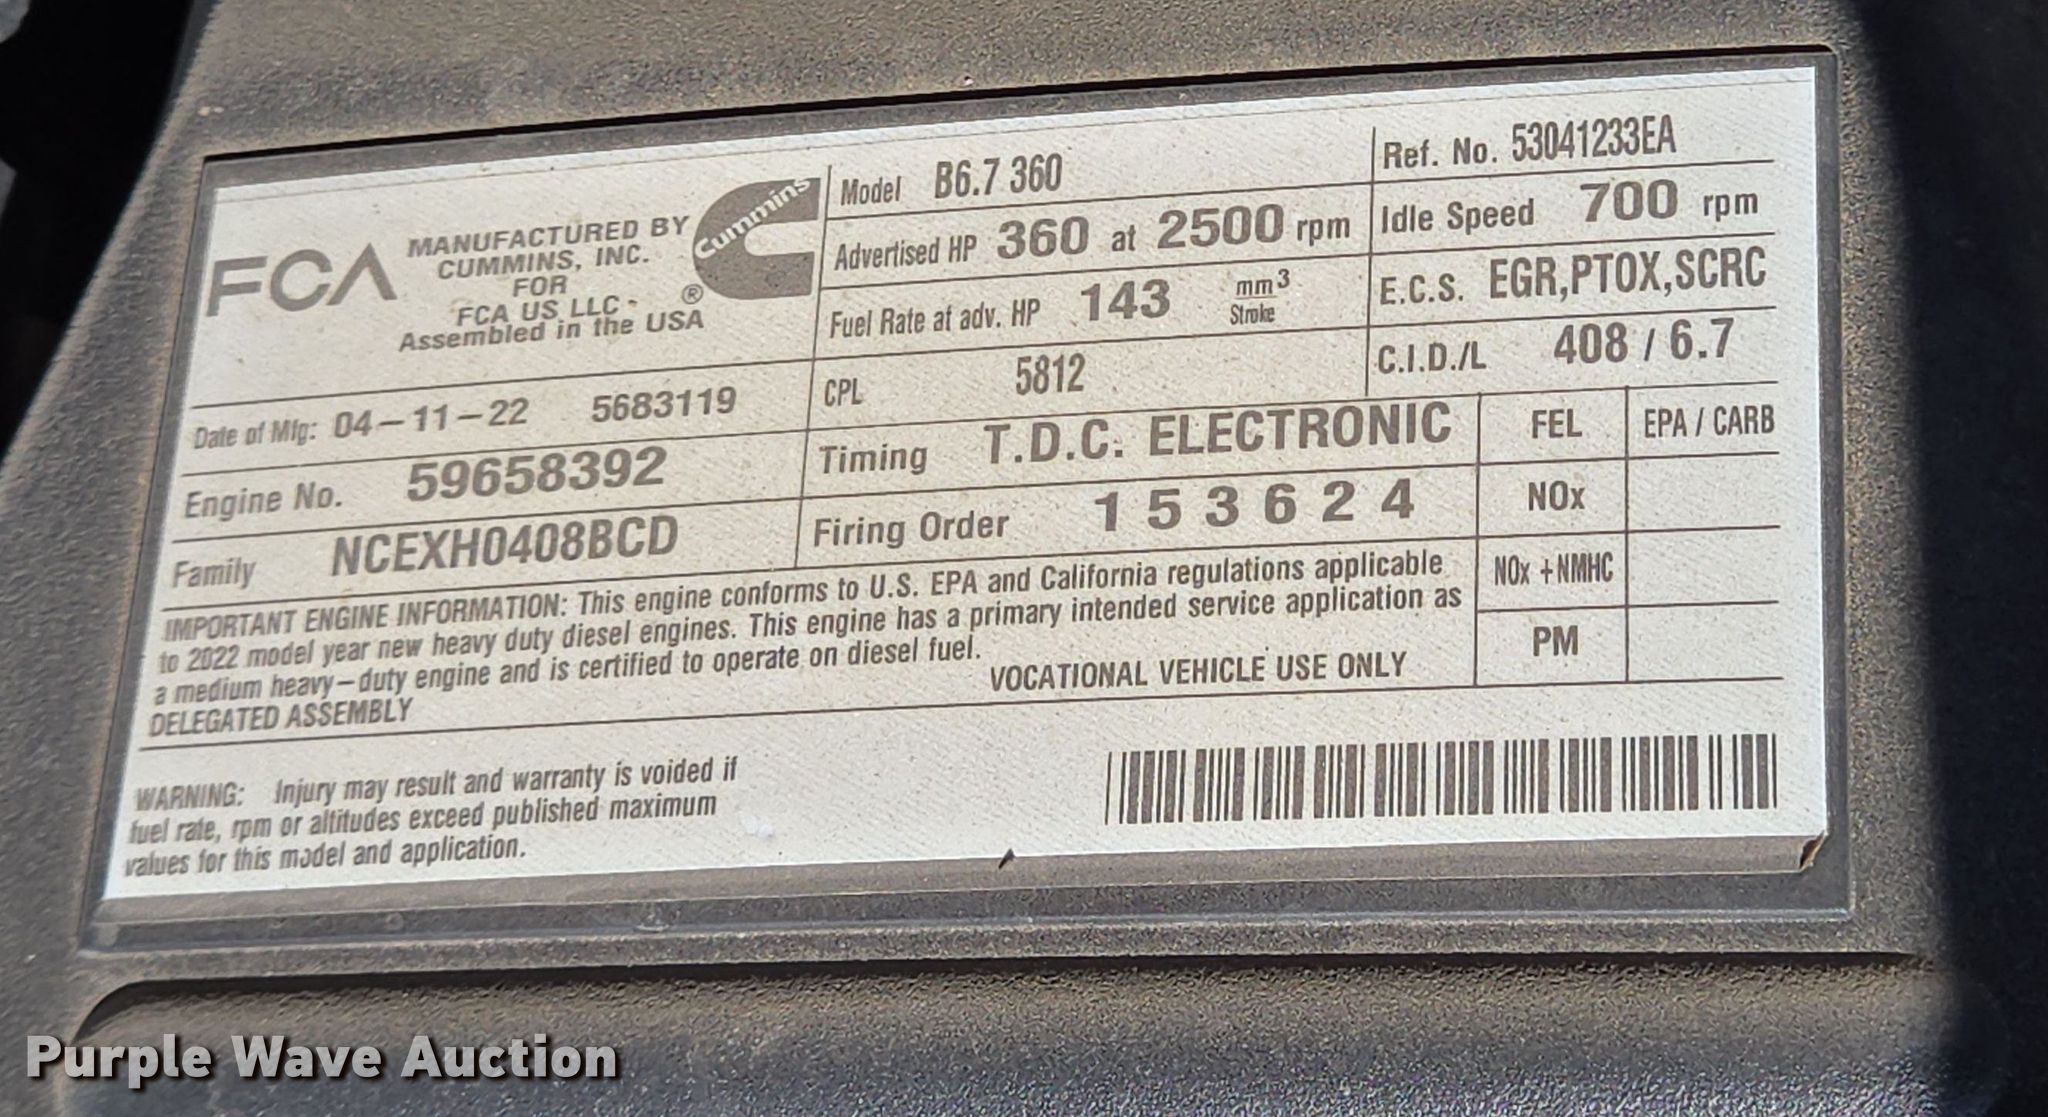 FCA
MANUFACTURED BY
CUMMINS, INC.
FOR
FCA US LLC
Assembled in the USA
Cummins
®
Date of Mfg: 04-11-22 5683119
Engine No. 59658392
Family NCEXH0408BCD
Model B6.7 360
Advertised HP 360 at 2500 rpm
Fuel Rate at adv. HP 143 mm³ Stroke
CPL 5812
Timing T.D.C. ELECTRONIC
Firing Order 1 5 3 6 2 4
Ref. No. 53041233EA
Idle Speed 700 rpm
E.C.S. EGR,PTOX,SCRC
C.I.D./L 408 / 6.7
FEL EPA / CARB
NOx
NOx +NMHC
PM
IMPORTANT ENGINE INFORMATION: This engine conforms to U.S. EPA and California regulations applicable
to 2022 model year new heavy duty diesel engines. This engine has a primary intended service application as
a medium heavy-duty engine and is certified to operate on diesel fuel.
DELEGATED ASSEMBLY
VOCATIONAL VEHICLE USE ONLY
WARNING: Injury may result and warranty is voided if
fuel rate, rpm or altitudes exceed published maximum
values for this model and application.
Purple Wave Auction